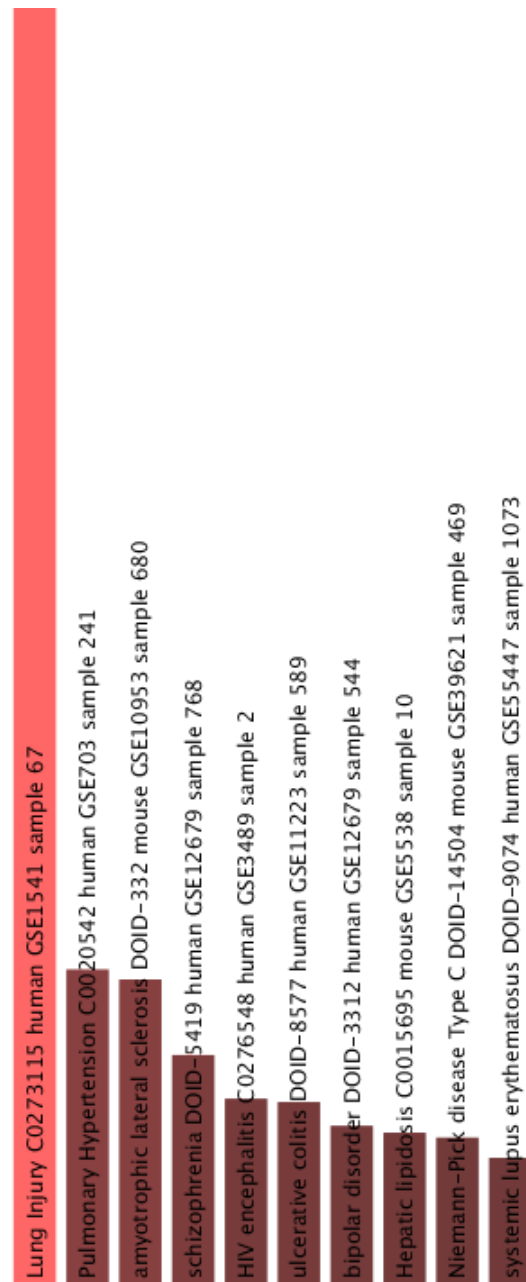 Lung Injury C0273115 human GSE1541 sample 67
Pulmonary Hypertension C0020542 human GSE703 sample 241
amyotrophic lateral sclerosis DOID-332 mouse GSE10953 sample 680
schizophrenia DOID-5419 human GSE12679 sample 768
HIV encephalitis C0276548 human GSE3489 sample 2
ulcerative colitis DOID-8577 human GSE11223 sample 589
bipolar disorder DOID-3312 human GSE12679 sample 544
Hepatic lipidosis C0015695 mouse GSE5538 sample 10
Niemann-Pick disease Type C DOID-14504 mouse GSE39621 sample 469
systemic lupus erythematosus DOID-9074 human GSE55447 sample 1073